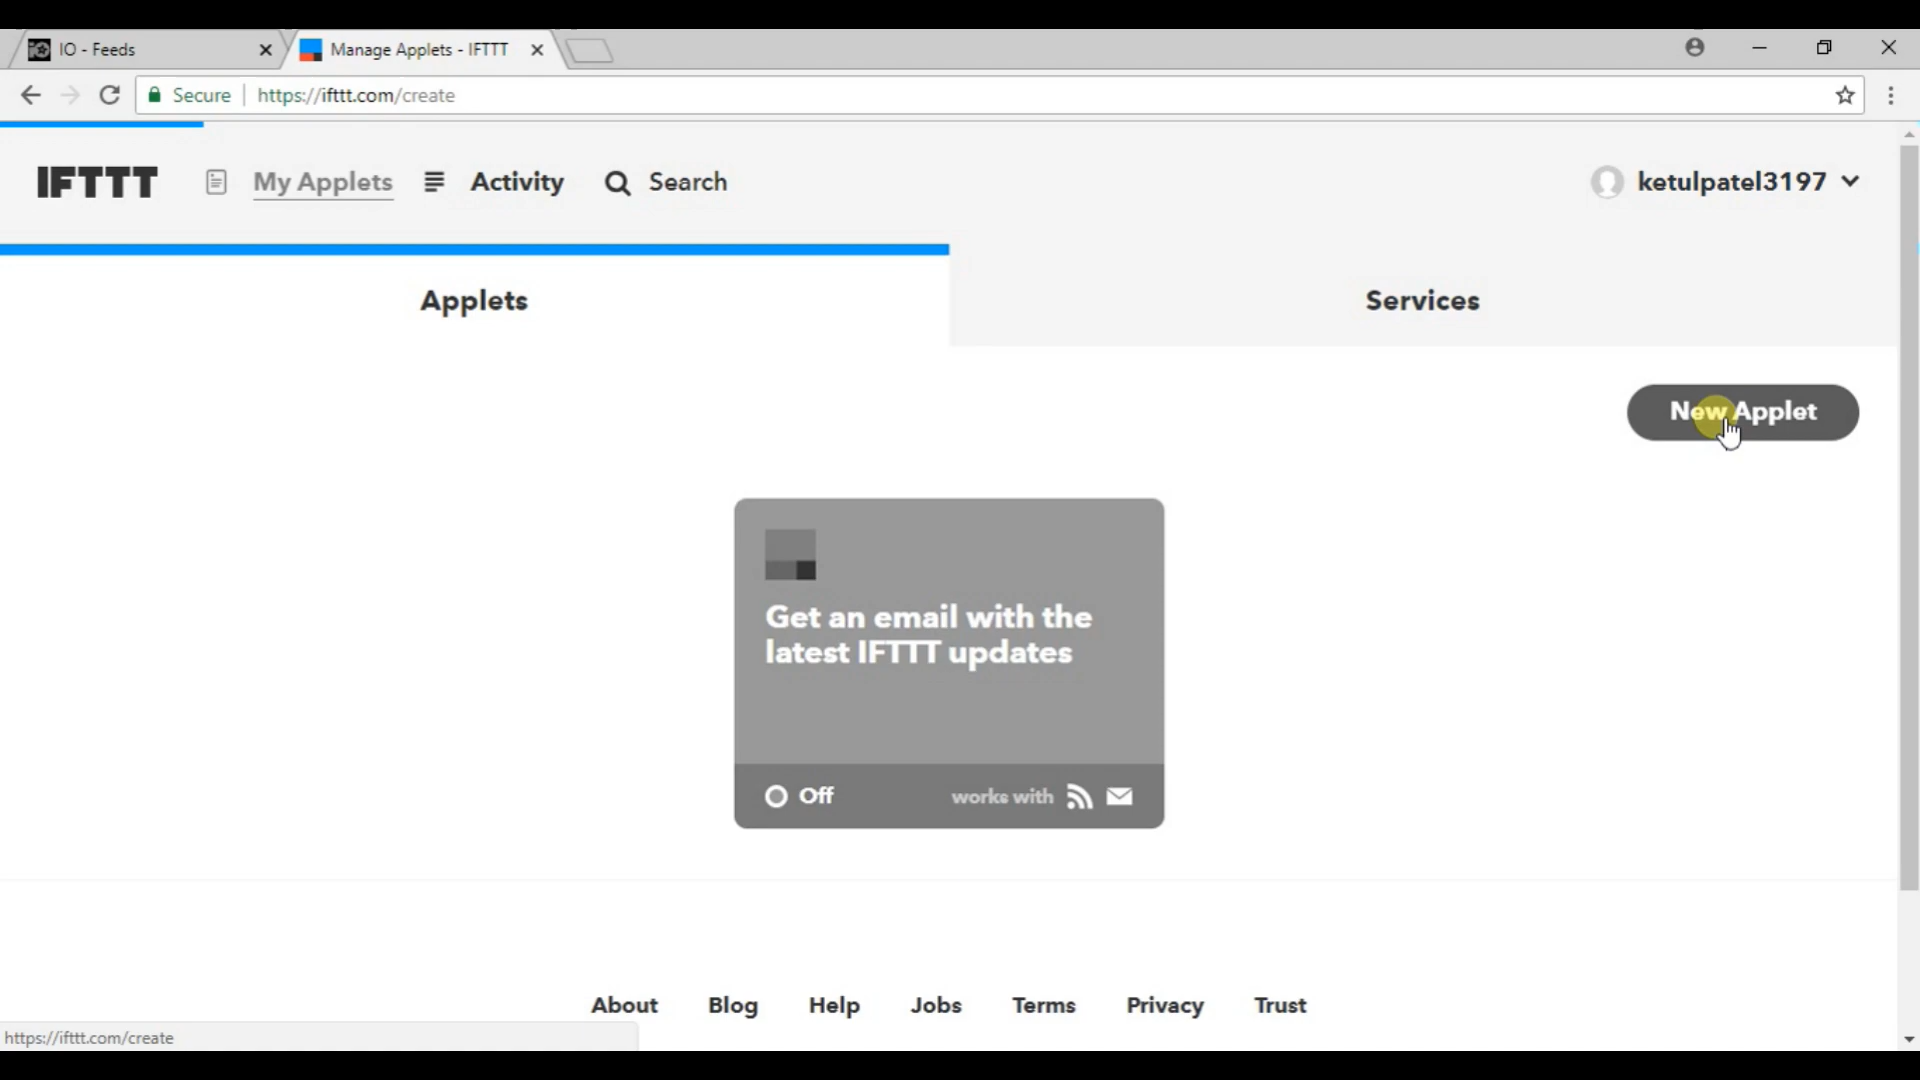 IO - Feeds
Manage Applets - IFTTT
Secure
https://ifttt.com/create
IFTTT
My Applets
Activity
Search
ketulpatel3197
Applets
Services
New Applet
Get an email with the
latest IFTTT updates
Off
works with
About Blog Help Jobs Terms Privacy Trust
https://ifttt.com/create